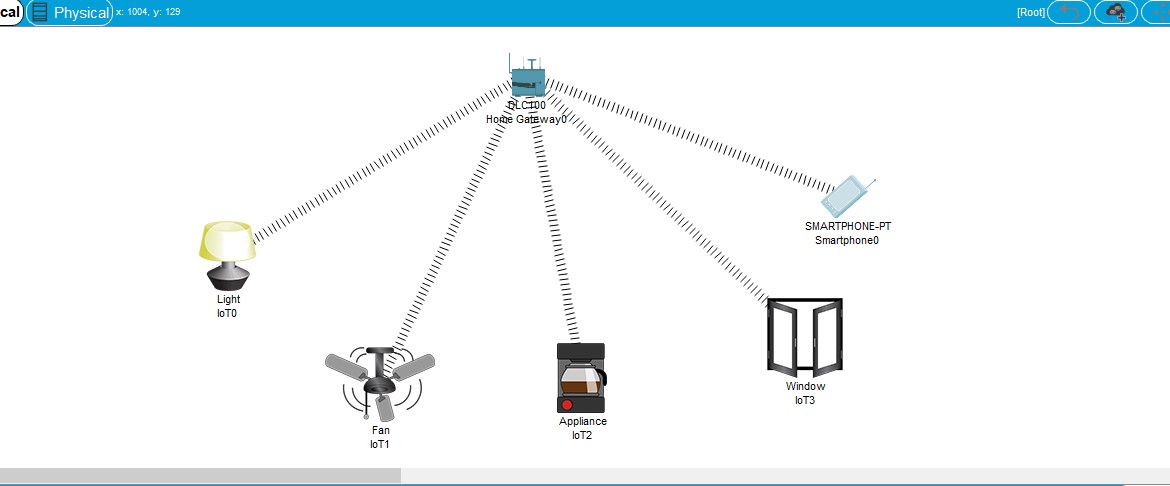 cal
Physical
x: 1004, y: 129
[Root]
DLC100
Home Gateway0
SMARTPHONE-PT
Smartphone0
Light
IoT0
Window
IoT3
Appliance
IoT2
Fan
IoT1